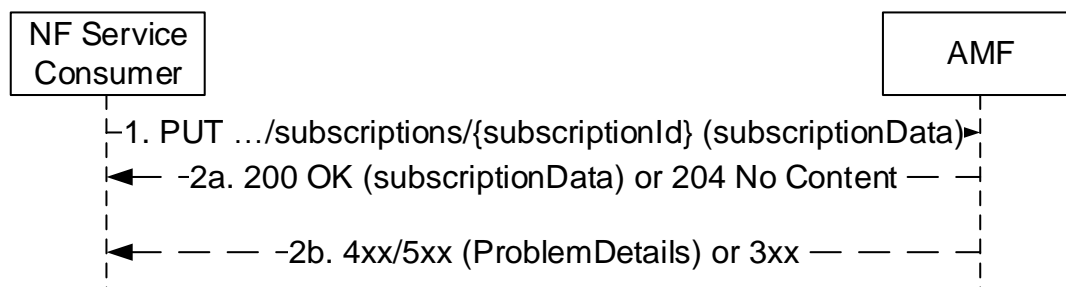 NF Service
Consumer
AMF
1. PUT …/subscriptions/{subscriptionId} (subscriptionData)
2a. 200 OK (subscriptionData) or 204 No Content
2b. 4xx/5xx (ProblemDetails) or 3xx